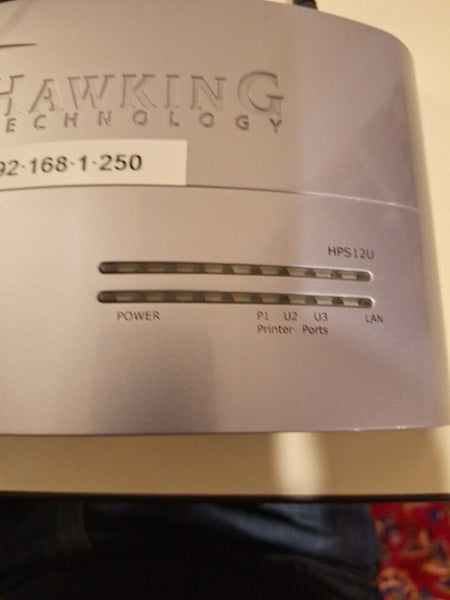 HAWKING
ECHNOLOGY
92-168-1-250
HPS12U
POWER P1 U2 U3 LAN
Printer Ports